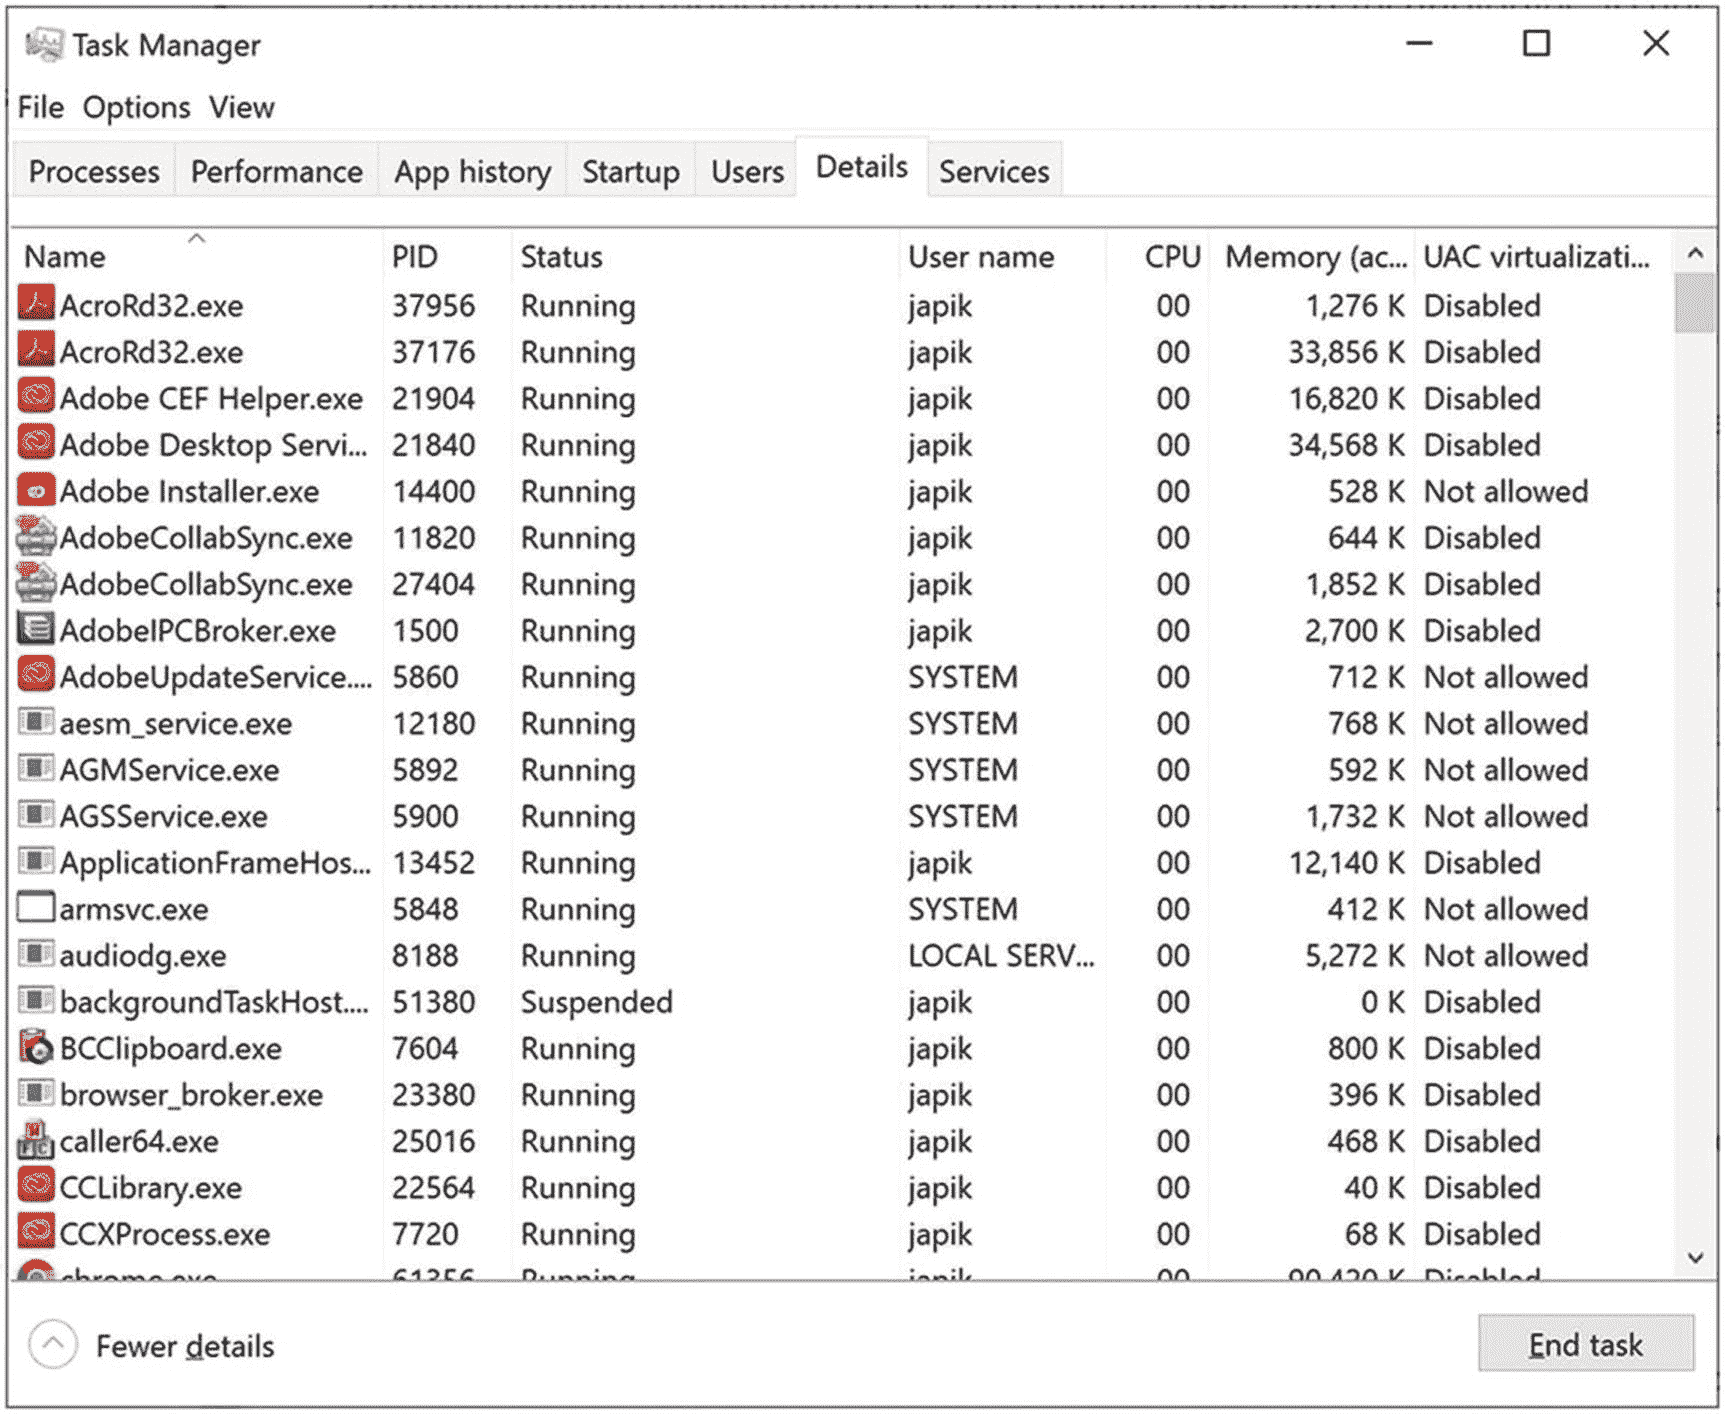 Task Manager
File Options View
Processes Performance App history Startup Users Details Services
Name PID Status User name CPU Memory (ac... UAC virtualizati...
AcroRd32.exe 37956 Running japik 00 1,276 K Disabled
AcroRd32.exe 37176 Running japik 00 33,856 K Disabled
Adobe CEF Helper.exe 21904 Running japik 00 16,820 K Disabled
Adobe Desktop Servi... 21840 Running japik 00 34,568 K Disabled
Adobe Installer.exe 14400 Running japik 00 528 K Not allowed
AdobeCollabSync.exe 11820 Running japik 00 644 K Disabled
AdobeCollabSync.exe 27404 Running japik 00 1,852 K Disabled
AdobeIPCBroker.exe 1500 Running japik 00 2,700 K Disabled
AdobeUpdateService.... 5860 Running SYSTEM 00 712 K Not allowed
aesm_service.exe 12180 Running SYSTEM 00 768 K Not allowed
AGMService.exe 5892 Running SYSTEM 00 592 K Not allowed
AGSService.exe 5900 Running SYSTEM 00 1,732 K Not allowed
ApplicationFrameHos... 13452 Running japik 00 12,140 K Disabled
armsvc.exe 5848 Running SYSTEM 00 412 K Not allowed
audiodg.exe 8188 Running LOCAL SERV... 00 5,272 K Not allowed
backgroundTaskHost.... 51380 Suspended japik 00 0 K Disabled
BCClipboard.exe 7604 Running japik 00 800 K Disabled
browser_broker.exe 23380 Running japik 00 396 K Disabled
caller64.exe 25016 Running japik 00 468 K Disabled
CCLibrary.exe 22564 Running japik 00 40 K Disabled
CCXProcess.exe 7720 Running japik 00 68 K Disabled
chrome.exe 61356 Running japik 00 90,420 K Disabled
Fewer details
End task